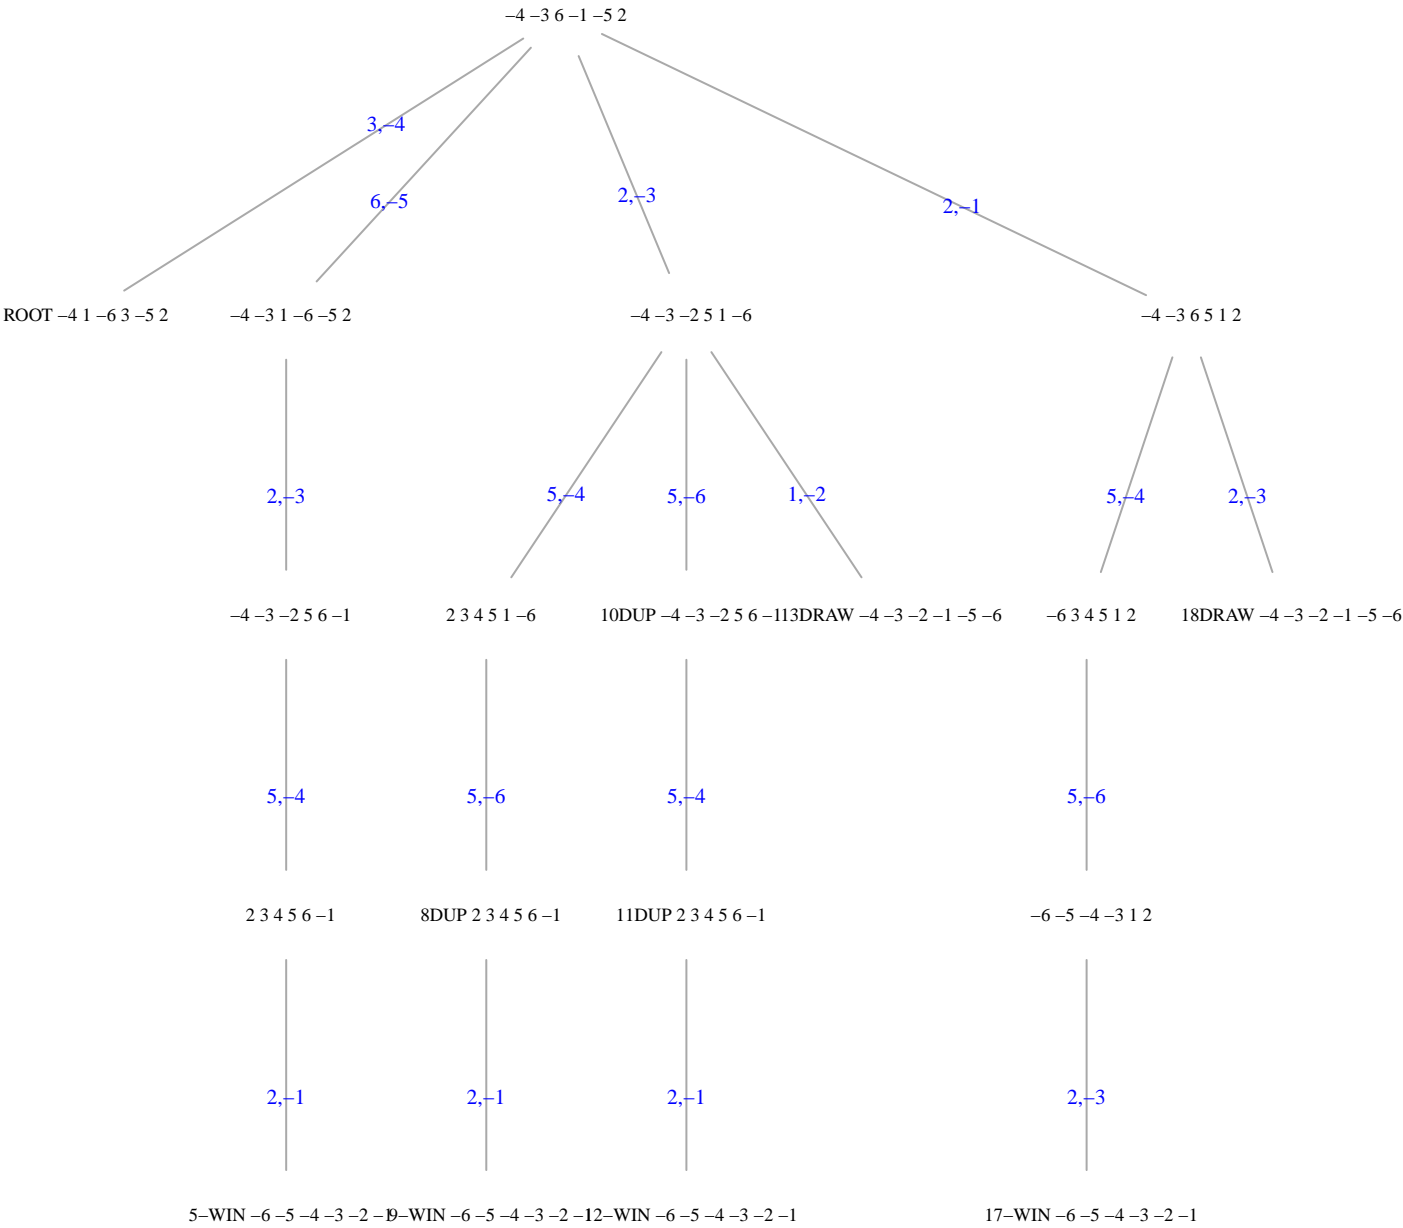 –4 –3 6 –1 –5 2
3,–4
6,–5
2,–3
2,–1
ROOT –4 1 –6 3 –5 2
–4 –3 1 –6 –5 2
–4 –3 –2 5 1 –6
–4 –3 6 5 1 2
2,–3
5,–4
5,–6
1,–2
5,–4
2,–3
–4 –3 –2 5 6 –1
2 3 4 5 1 –6
10DUP –4 –3 –2 5 6 –1
13DRAW –4 –3 –2 –1 –5 –6
–6 3 4 5 1 2
18DRAW –4 –3 –2 –1 –5 –6
5,–4
5,–6
5,–4
5,–6
2 3 4 5 6 –1
8DUP 2 3 4 5 6 –1
11DUP 2 3 4 5 6 –1
–6 –5 –4 –3 1 2
2,–1
2,–1
2,–1
2,–3
5–WIN –6 –5 –4 –3 –2 –1
9–WIN –6 –5 –4 –3 –2 –1
12–WIN –6 –5 –4 –3 –2 –1
17–WIN –6 –5 –4 –3 –2 –1